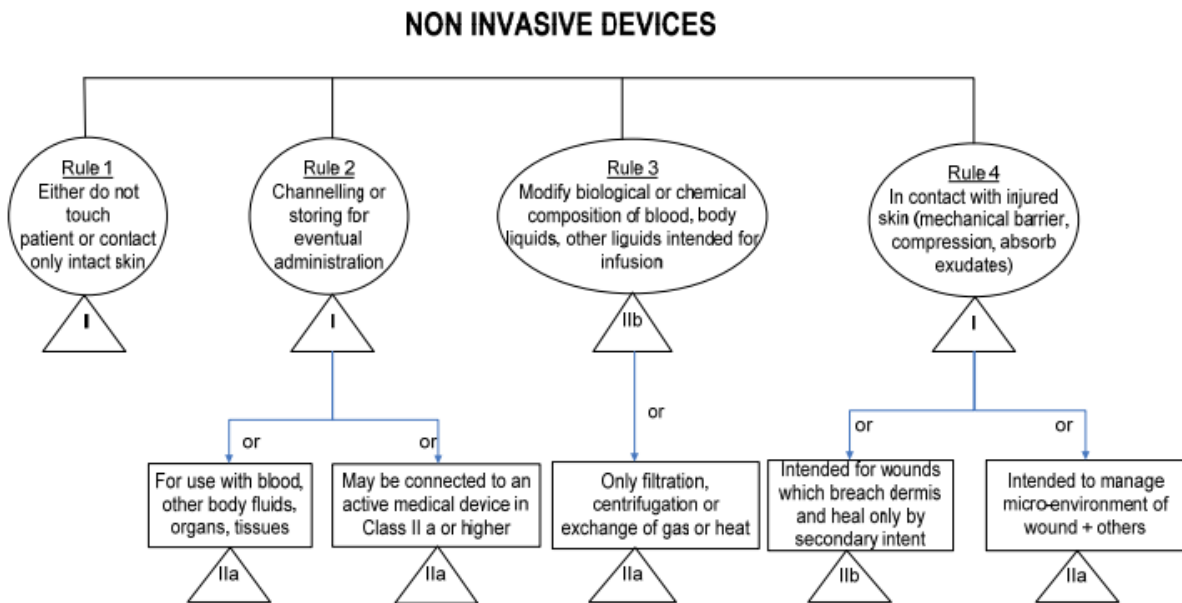 NON INVASIVE DEVICES
Rule 1
Either do not
touch
patient or contact
only intact skin
I
Rule 2
Channelling or
storing for
eventual
administration
I
Rule 3
Modify biological or chemical
composition of blood, body
liquids, other liguids intended for
infusion
IIb
Rule 4
In contact with injured
skin (mechanical barrier,
compression, absorb
exudates)
I
or
or
or
or
or
For use with blood,
other body fluids,
organs, tissues
IIa
May be connected to an
active medical device in
Class II a or higher
IIa
Only filtration,
centrifugation or
exchange of gas or heat
IIa
Intended for wounds
which breach dermis
and heal only by
secondary intent
IIb
Intended to manage
micro-environment of
wound + others
IIa